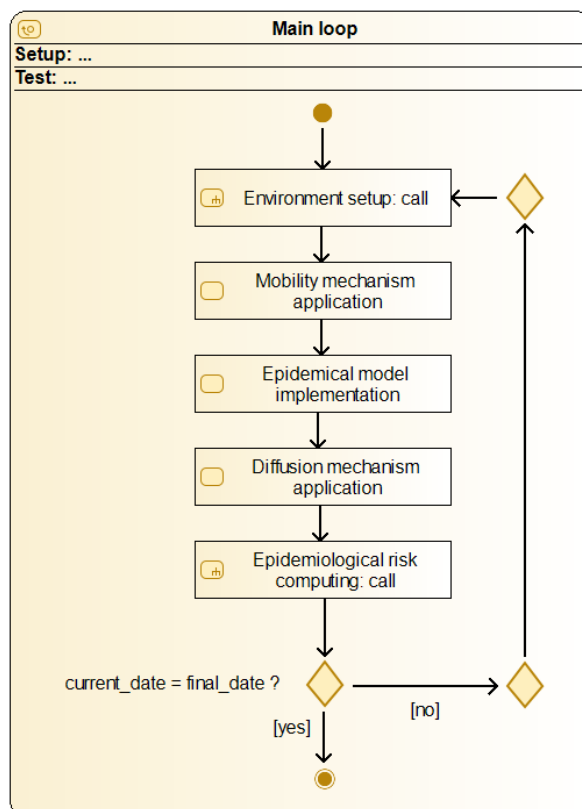 Main loop
Setup: ...
Test: ...
Environment setup: call
Mobility mechanism
application
Epidemical model
implementation
Diffusion mechanism
application
Epidemiological risk
computing: call
current_date = final_date ?
[no]
[yes]